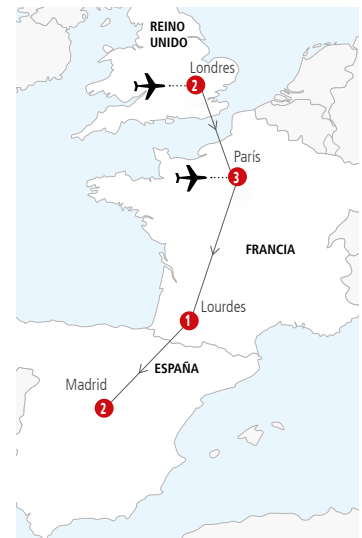 REINO
UNIDO
Londres
2
París
3
FRANCIA
Lourdes
1
ESPAÑA
Madrid
2